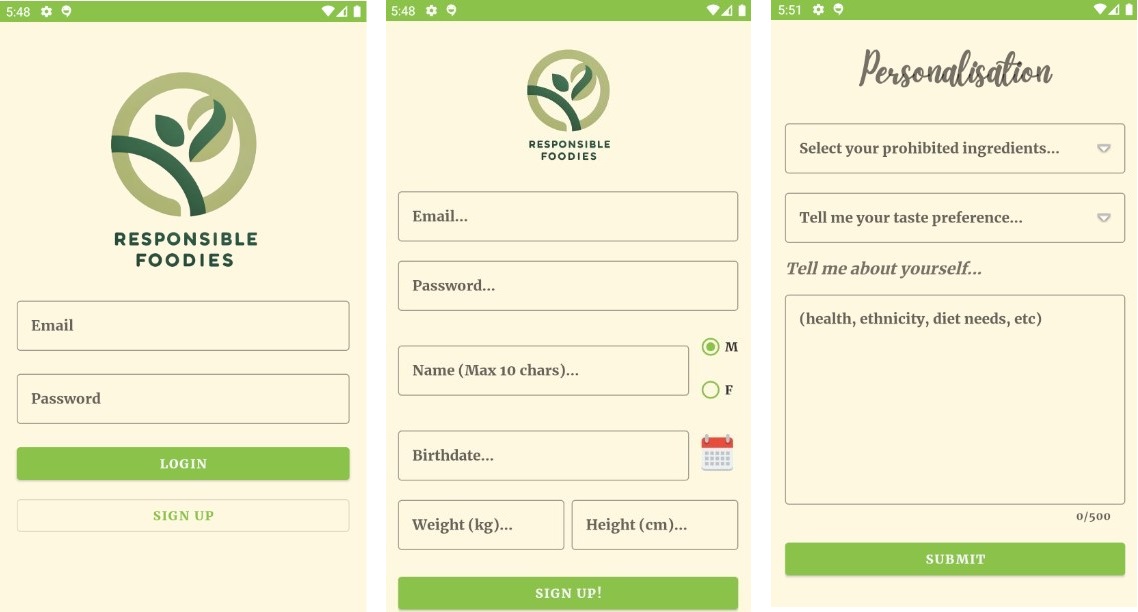 5:48
RESPONSIBLE
FOODIES
Email
Password
LOGIN
SIGN UP
5:48
RESPONSIBLE
FOODIES
Email...
Password...
Name (Max 10 chars)...
M
F
Birthdate...
Weight (kg)...
Height (cm)...
SIGN UP!
5:51
Personalisation
Select your prohibited ingredients...
Tell me your taste preference...
Tell me about yourself...
(health, ethnicity, diet needs, etc)
0/500
SUBMIT